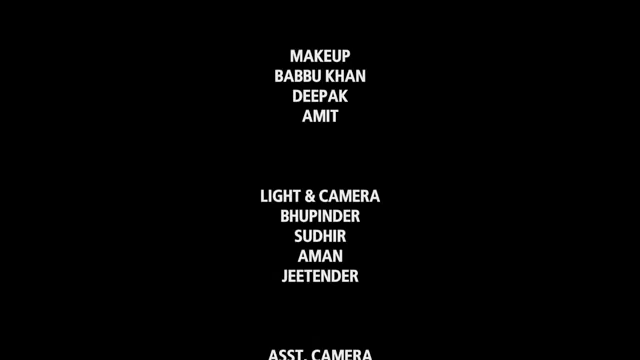 MAKEUP
BABBU KHAN
DEEPAK
AMIT
LIGHT & CAMERA
BHUPINDER
SUDHIR
AMAN
JEETENDER
ASST. CAMERA